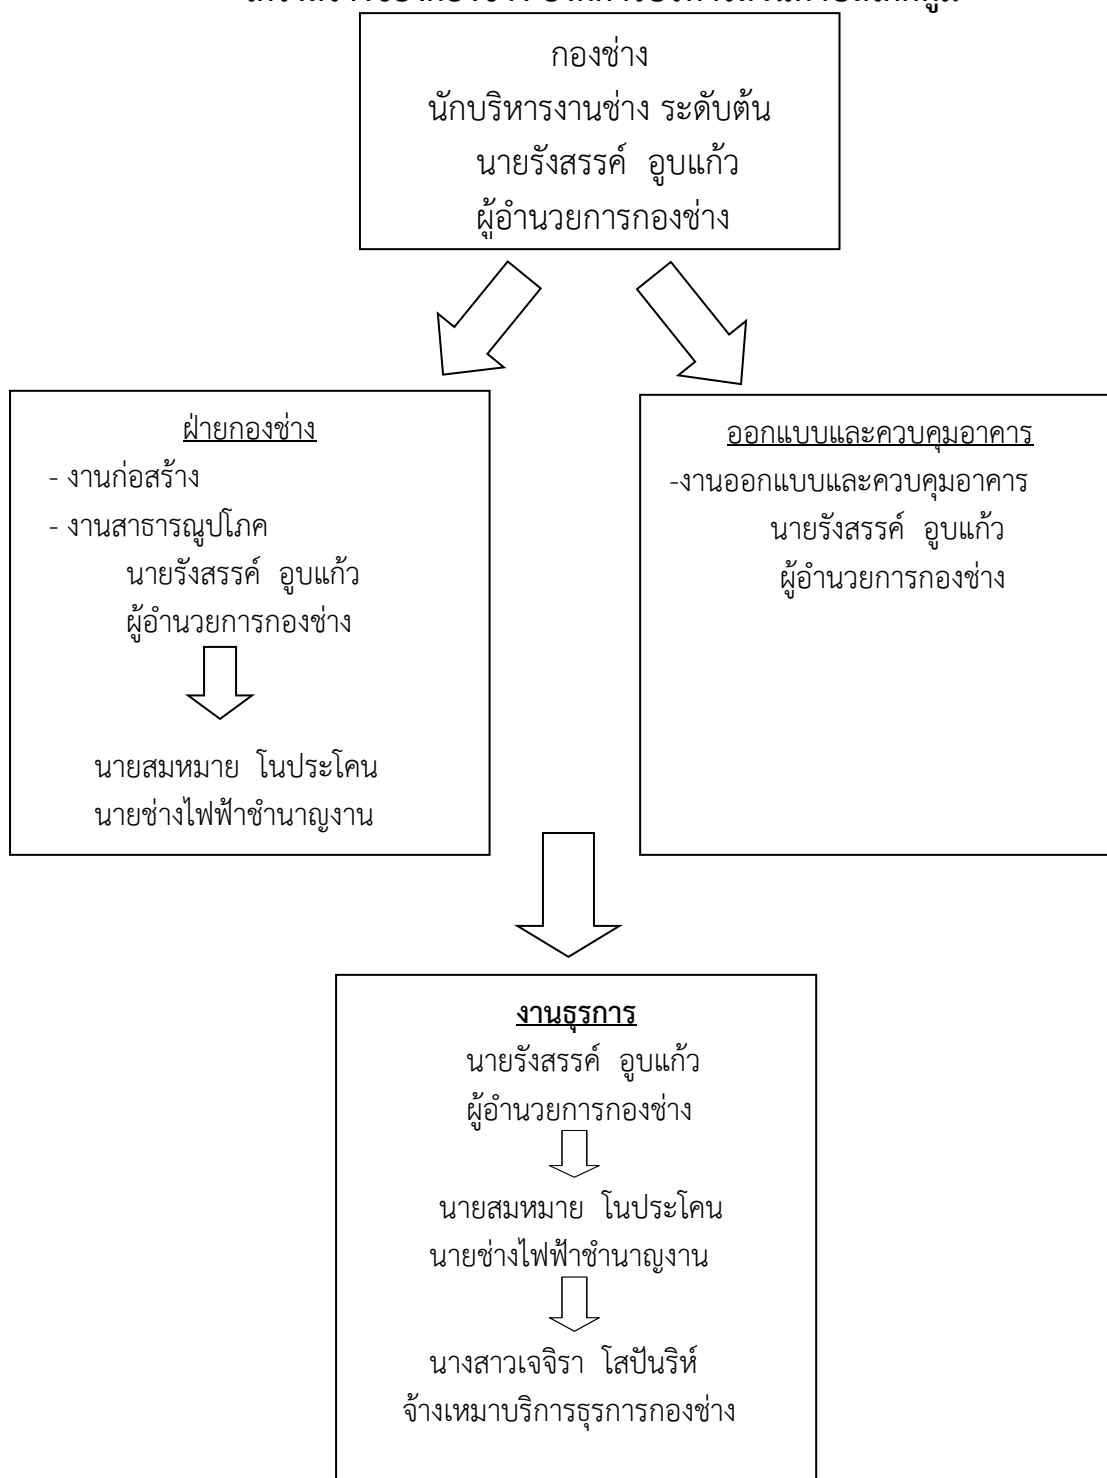 กองช่าง
นักบริหารงานช่าง ระดับต้น
นายรังสรรค์ อูบแก้ว
ผู้อำนวยการกองช่าง
ฝ่ายกองช่าง
- งานก่อสร้าง
- งานสาธารณูปโภค
นายรังสรรค์ อูบแก้ว
ผู้อำนวยการกองช่าง
นายสมหมาย โนประโคน
นายช่างไฟฟ้าชำนาญงาน
ออกแบบและควบคุมอาคาร
-งานออกแบบและควบคุมอาคาร
นายรังสรรค์ อูบแก้ว
ผู้อำนวยการกองช่าง
งานธุรการ
นายรังสรรค์ อูบแก้ว
ผู้อำนวยการกองช่าง
นายสมหมาย โนประโคน
นายช่างไฟฟ้าชำนาญงาน
นางสาวเจจิรา โสปันริห์
จ้างเหมาบริการธุรการกองช่าง